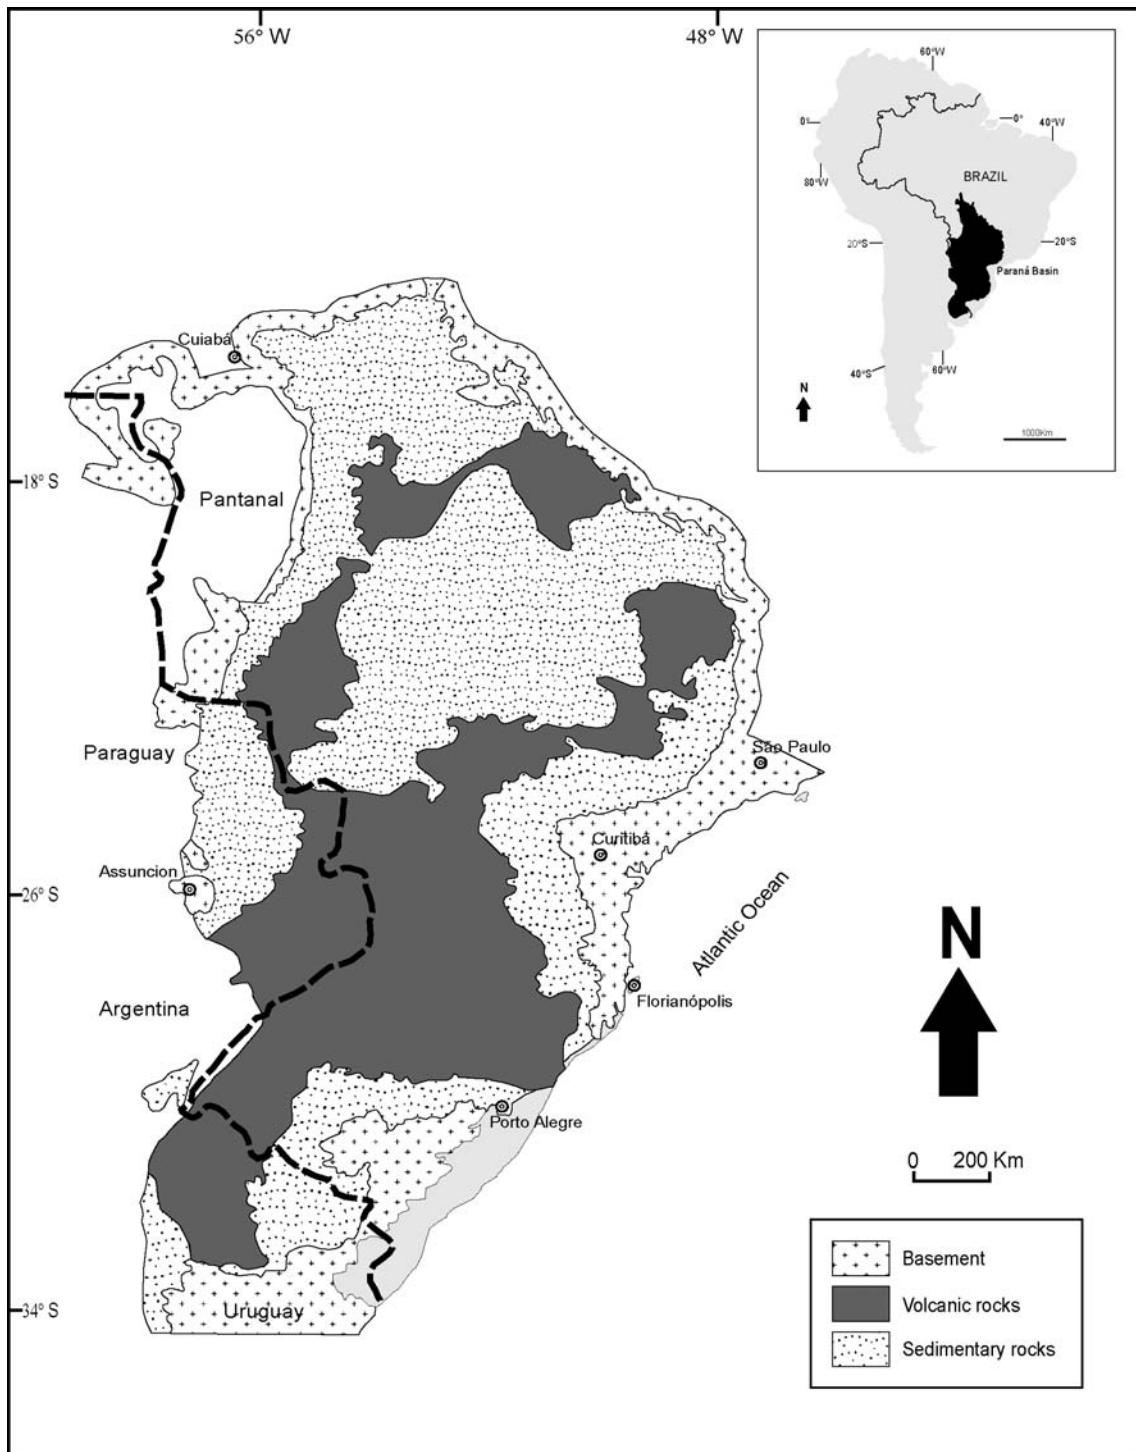 56° W
48° W
60°W
0°
0°
40°W
80°W
BRAZIL
20°S
20°S
Paraná Basin
40°S
60°W
N
1000Km
Cuiabá
18° S
Pantanal
Paraguay
São Paulo
Curitibá
Assuncion
26° S
Atlantic Ocean
N
Argentina
Florianópolis
Porto Alegre
0 200 Km
Basement
Volcanic rocks
Sedimentary rocks
Uruguay
34° S